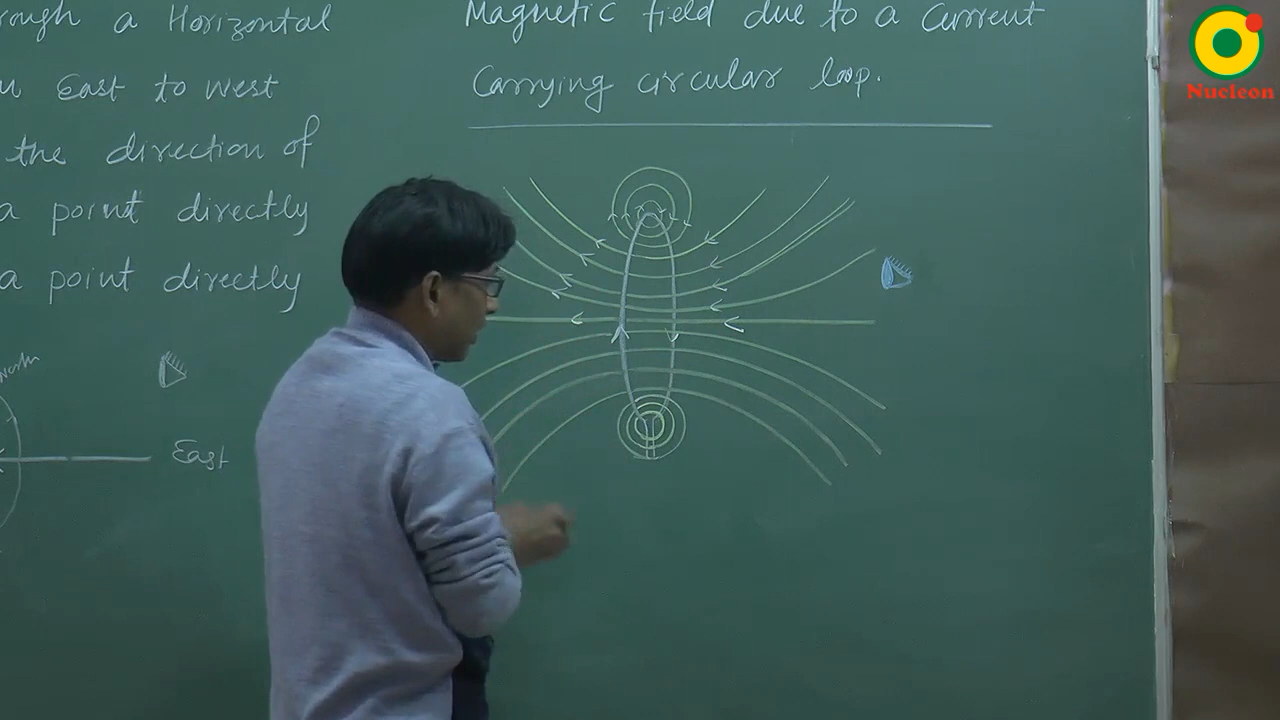 a Horizontal
East to West
the direction of
a point directly
a point directly
East
Magnetic field due to a Current
Carrying circular loop.
Nucleon